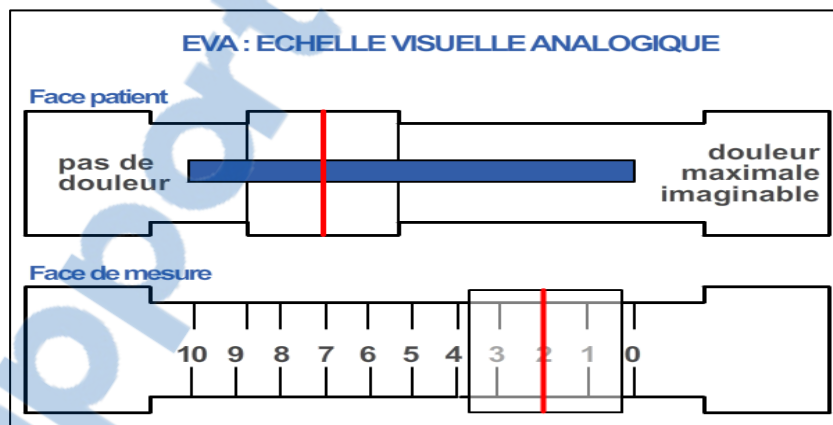 EVA : ECHELLE VISUELLE ANALOGIQUE
Face patient
pas de
douleur
douleur
maximale
imaginable
Face de mesure
10 9 8 7 6 5 4 3 2 1 0